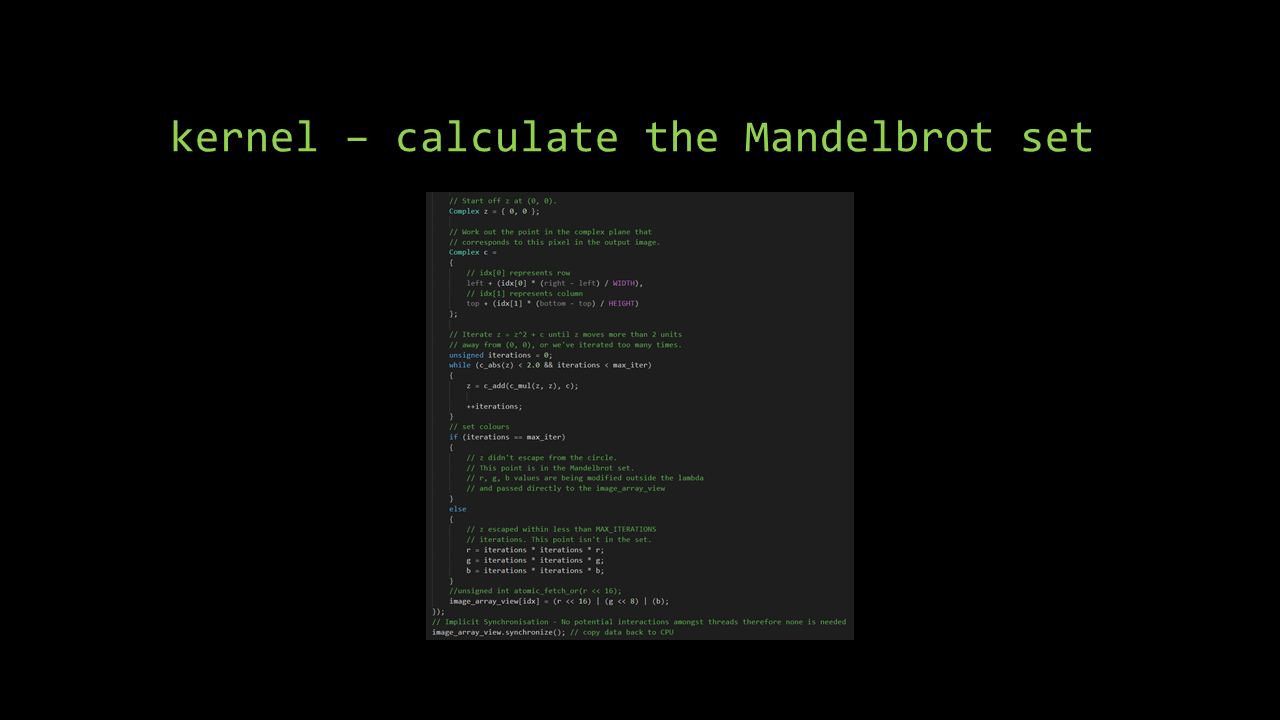 kernel – calculate the Mandelbrot set
// Start off z at (0, 0).
Complex z = { 0, 0 };
// Work out the point in the complex plane that
// corresponds to this pixel in the output image.
Complex c =
{
// idx[0] represents row
left + (idx[0] * (right - left) / WIDTH),
// idx[1] represents column
top + (idx[1] * (bottom - top) / HEIGHT)
};
// Iterate z = z^2 + c until z moves more than 2 units
// away from (0, 0), or we've iterated too many times.
unsigned iterations = 0;
while (c_abs(z) < 2.0 && iterations < max_iter)
{
z = c_add(c_mul(z, z), c);
++iterations;
}
// set colours
if (iterations == max_iter)
{
// z didn't escape from the circle.
// This point is in the Mandelbrot set.
// r, g, b values are being modified outside the lambda
// and passed directly to the image_array_view
}
else
{
// z escaped within less than MAX_ITERATIONS
// iterations. This point isn't in the set.
r = iterations * iterations * r;
g = iterations * iterations * g;
b = iterations * iterations * b;
}
//unsigned int atomic_fetch_or(r << 16);
image_array_view[idx] = (r << 16) | (g << 8) | (b);
});
// Implicit Synchronisation - No potential interactions amongst threads therefore none is needed
image_array_view.synchronize(); // copy data back to CPU